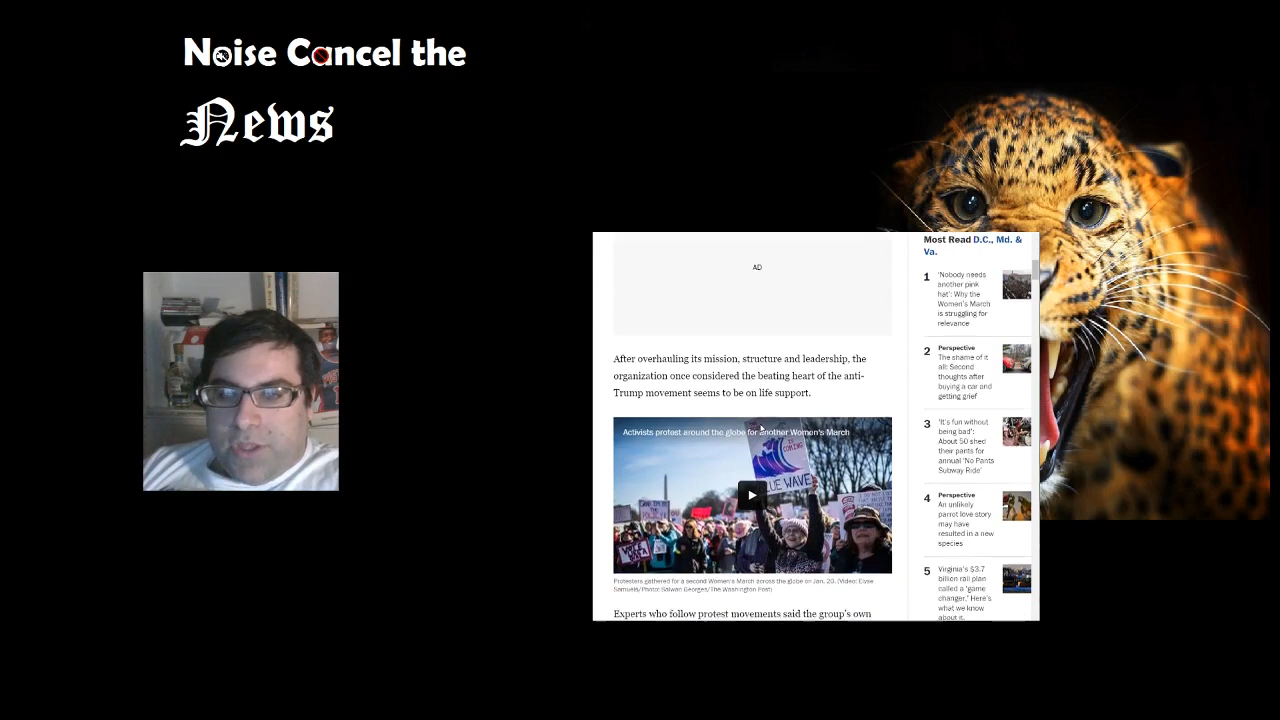 Noise Cancel the
News
AD
After overhauling its mission, structure and leadership, the
organization once considered the beating heart of the anti-
Trump movement seems to be on life support.
Activists protest around the globe for another Women's March
COMING
BLUE WAVE
Protesters gathered for a second Women's March across the globe on Jan. 20. (Video: Elyse
Samuels/Photo: Salwan Georges/The Washington Post)
Experts who follow protest movements said the group's own
Most Read D.C., Md. &
Va.
1
'Nobody needs
another pink
hat': Why the
Women's March
is struggling for
relevance
2
Perspective
The shame of it
all: Second
thoughts after
buying a car and
getting grief
3
'It's fun without
being bad':
About 50 shed
their pants for
annual 'No Pants
Subway Ride'
4
Perspective
An unlikely
parrot love story
may have
resulted in a new
species
5
Virginia's $3.7
billion rail plan
called a 'game
changer.' Here's
what we know
about it.